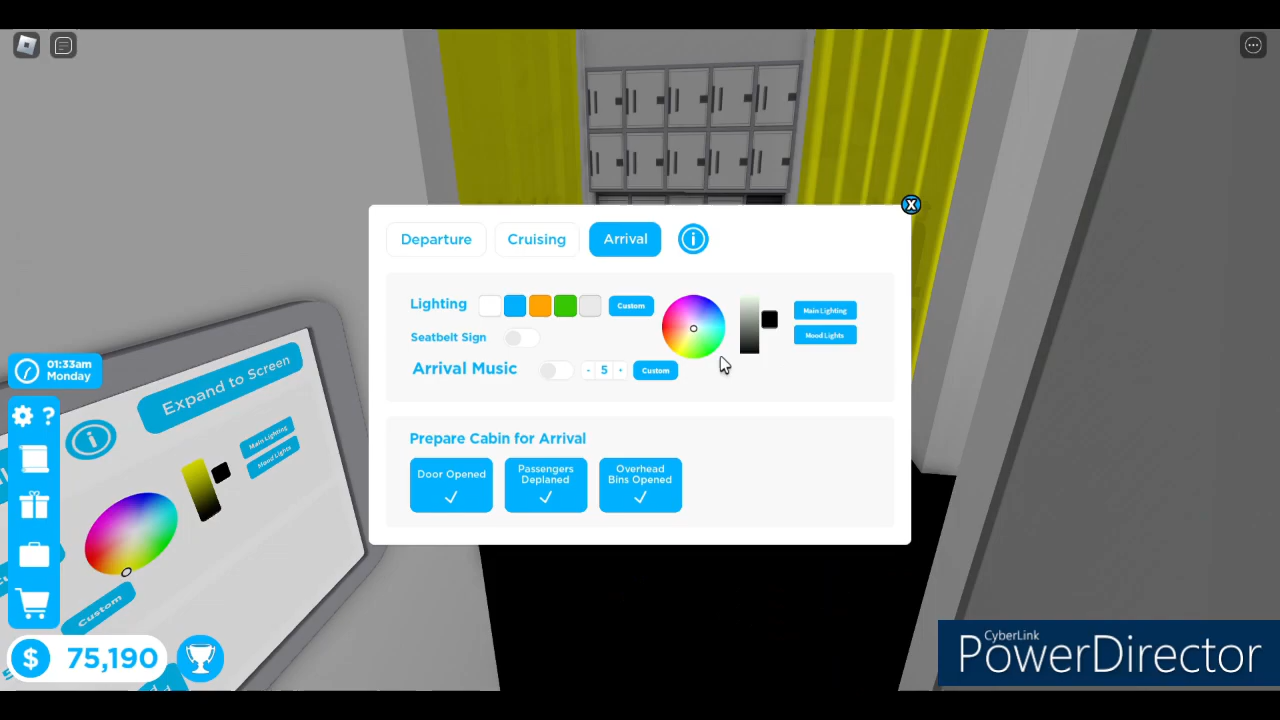 Departure
Cruising
Arrival
i
X
Lighting
Custom
Main Lighting
Mood Lights
Seatbelt Sign
Arrival Music
- 5 +
Custom
Prepare Cabin for Arrival
Door Opened
Passengers
Deplaned
Overhead
Bins Opened
01:33am
Monday
?
$ 75,190
Expand to Screen
i
Main Lighting
Mood Lights
Custom
CyberLink
PowerDirector